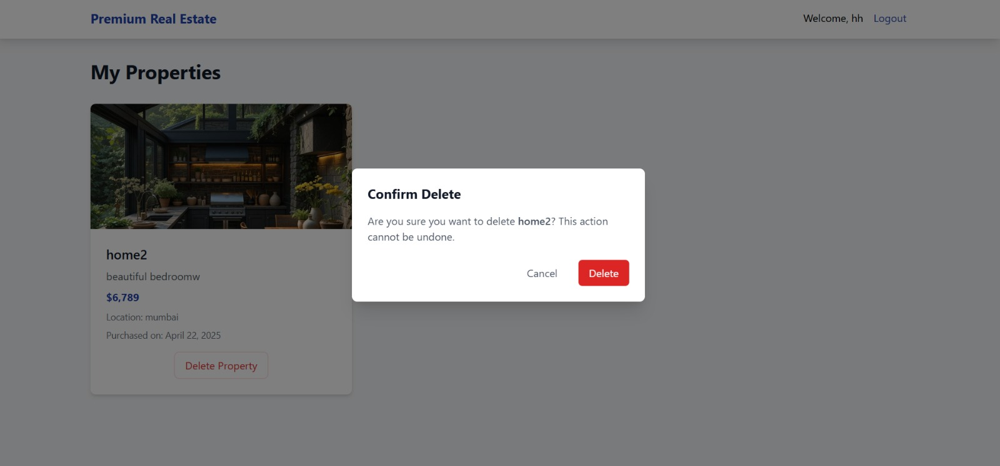 Premium Real Estate
Welcome, hh Logout
My Properties
home2
beautiful bedroomw
$6,789
Location: mumbai
Purchased on: April 22, 2025
Delete Property
Confirm Delete
Are you sure you want to delete home2? This action
cannot be undone.
Cancel Delete